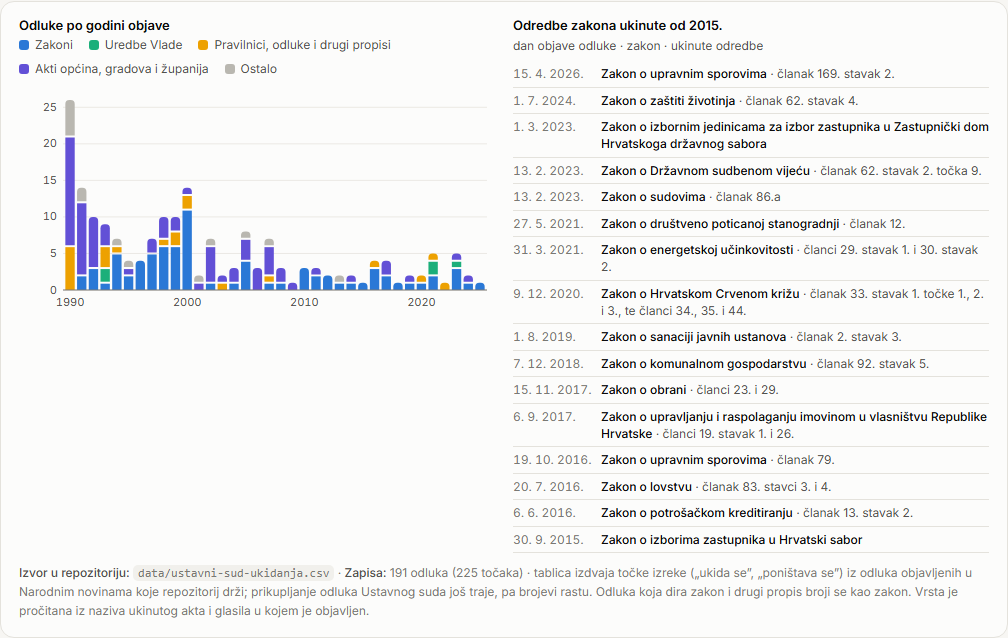 Odluke po godini objave
Zakoni
Uredbe Vlade
Pravilnici, odluke i drugi propisi
Akti općina, gradova i županija
Ostalo
25
20
15
10
5
0
1990
2000
2010
2020
Odredbe zakona ukinute od 2015.
dan objave odluke · zakon · ukinute odredbe
15. 4. 2026. Zakon o upravnim sporovima · članak 169. stavak 2.
1. 7. 2024. Zakon o zaštiti životinja · članak 62. stavak 4.
1. 3. 2023. Zakon o izbornim jedinicama za izbor zastupnika u Zastupnički dom
Hrvatskoga državnog sabora
13. 2. 2023. Zakon o Državnom sudbenom vijeću · članak 62. stavak 2. točka 9.
13. 2. 2023. Zakon o sudovima · članak 86.a
27. 5. 2021. Zakon o društveno poticanoj stanogradnji · članak 12.
31. 3. 2021. Zakon o energetskoj učinkovitosti · članci 29. stavak 1. i 30. stavak
2.
9. 12. 2020. Zakon o Hrvatskom Crvenom križu · članak 33. stavak 1. točke 1., 2.
i 3., te članci 34., 35. i 44.
1. 8. 2019. Zakon o sanaciji javnih ustanova · članak 2. stavak 3.
7. 12. 2018. Zakon o komunalnom gospodarstvu · članak 92. stavak 5.
15. 11. 2017. Zakon o obrani · članci 23. i 29.
6. 9. 2017. Zakon o upravljanju i raspolaganju imovinom u vlasništvu Republike
Hrvatske · članci 19. stavak 1. i 26.
19. 10. 2016. Zakon o upravnim sporovima · članak 79.
20. 7. 2016. Zakon o lovstvu · članak 83. stavci 3. i 4.
6. 6. 2016. Zakon o potrošačkom kreditiranju · članak 13. stavak 2.
30. 9. 2015. Zakon o izborima zastupnika u Hrvatski sabor
Izvor u repozitoriju: data/ustavni-sud-ukidanja.csv · Zapisa: 191 odluka (225 točaka) · tablica izdvaja točke izreke („ukida se”, „poništava se”) iz odluka objavljenih u
Narodnim novinama koje repozitorij drži; prikupljanje odluka Ustavnog suda još traje, pa brojevi rastu. Odluka koja dira zakon i drugi propis broji se kao zakon. Vrsta je
pročitana iz naziva ukinutog akta i glasila u kojem je objavljen.